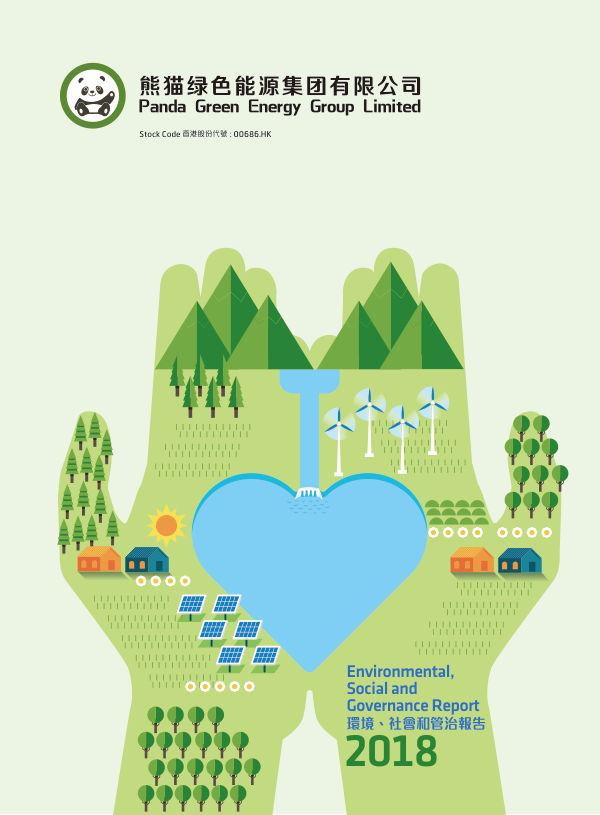 熊猫绿色能源集团有限公司
Panda Green Energy Group Limited
Stock Code 香港股份代號 : 00686.HK
Environmental,
Social and
Governance Report
環境、社會和管治報告
2018